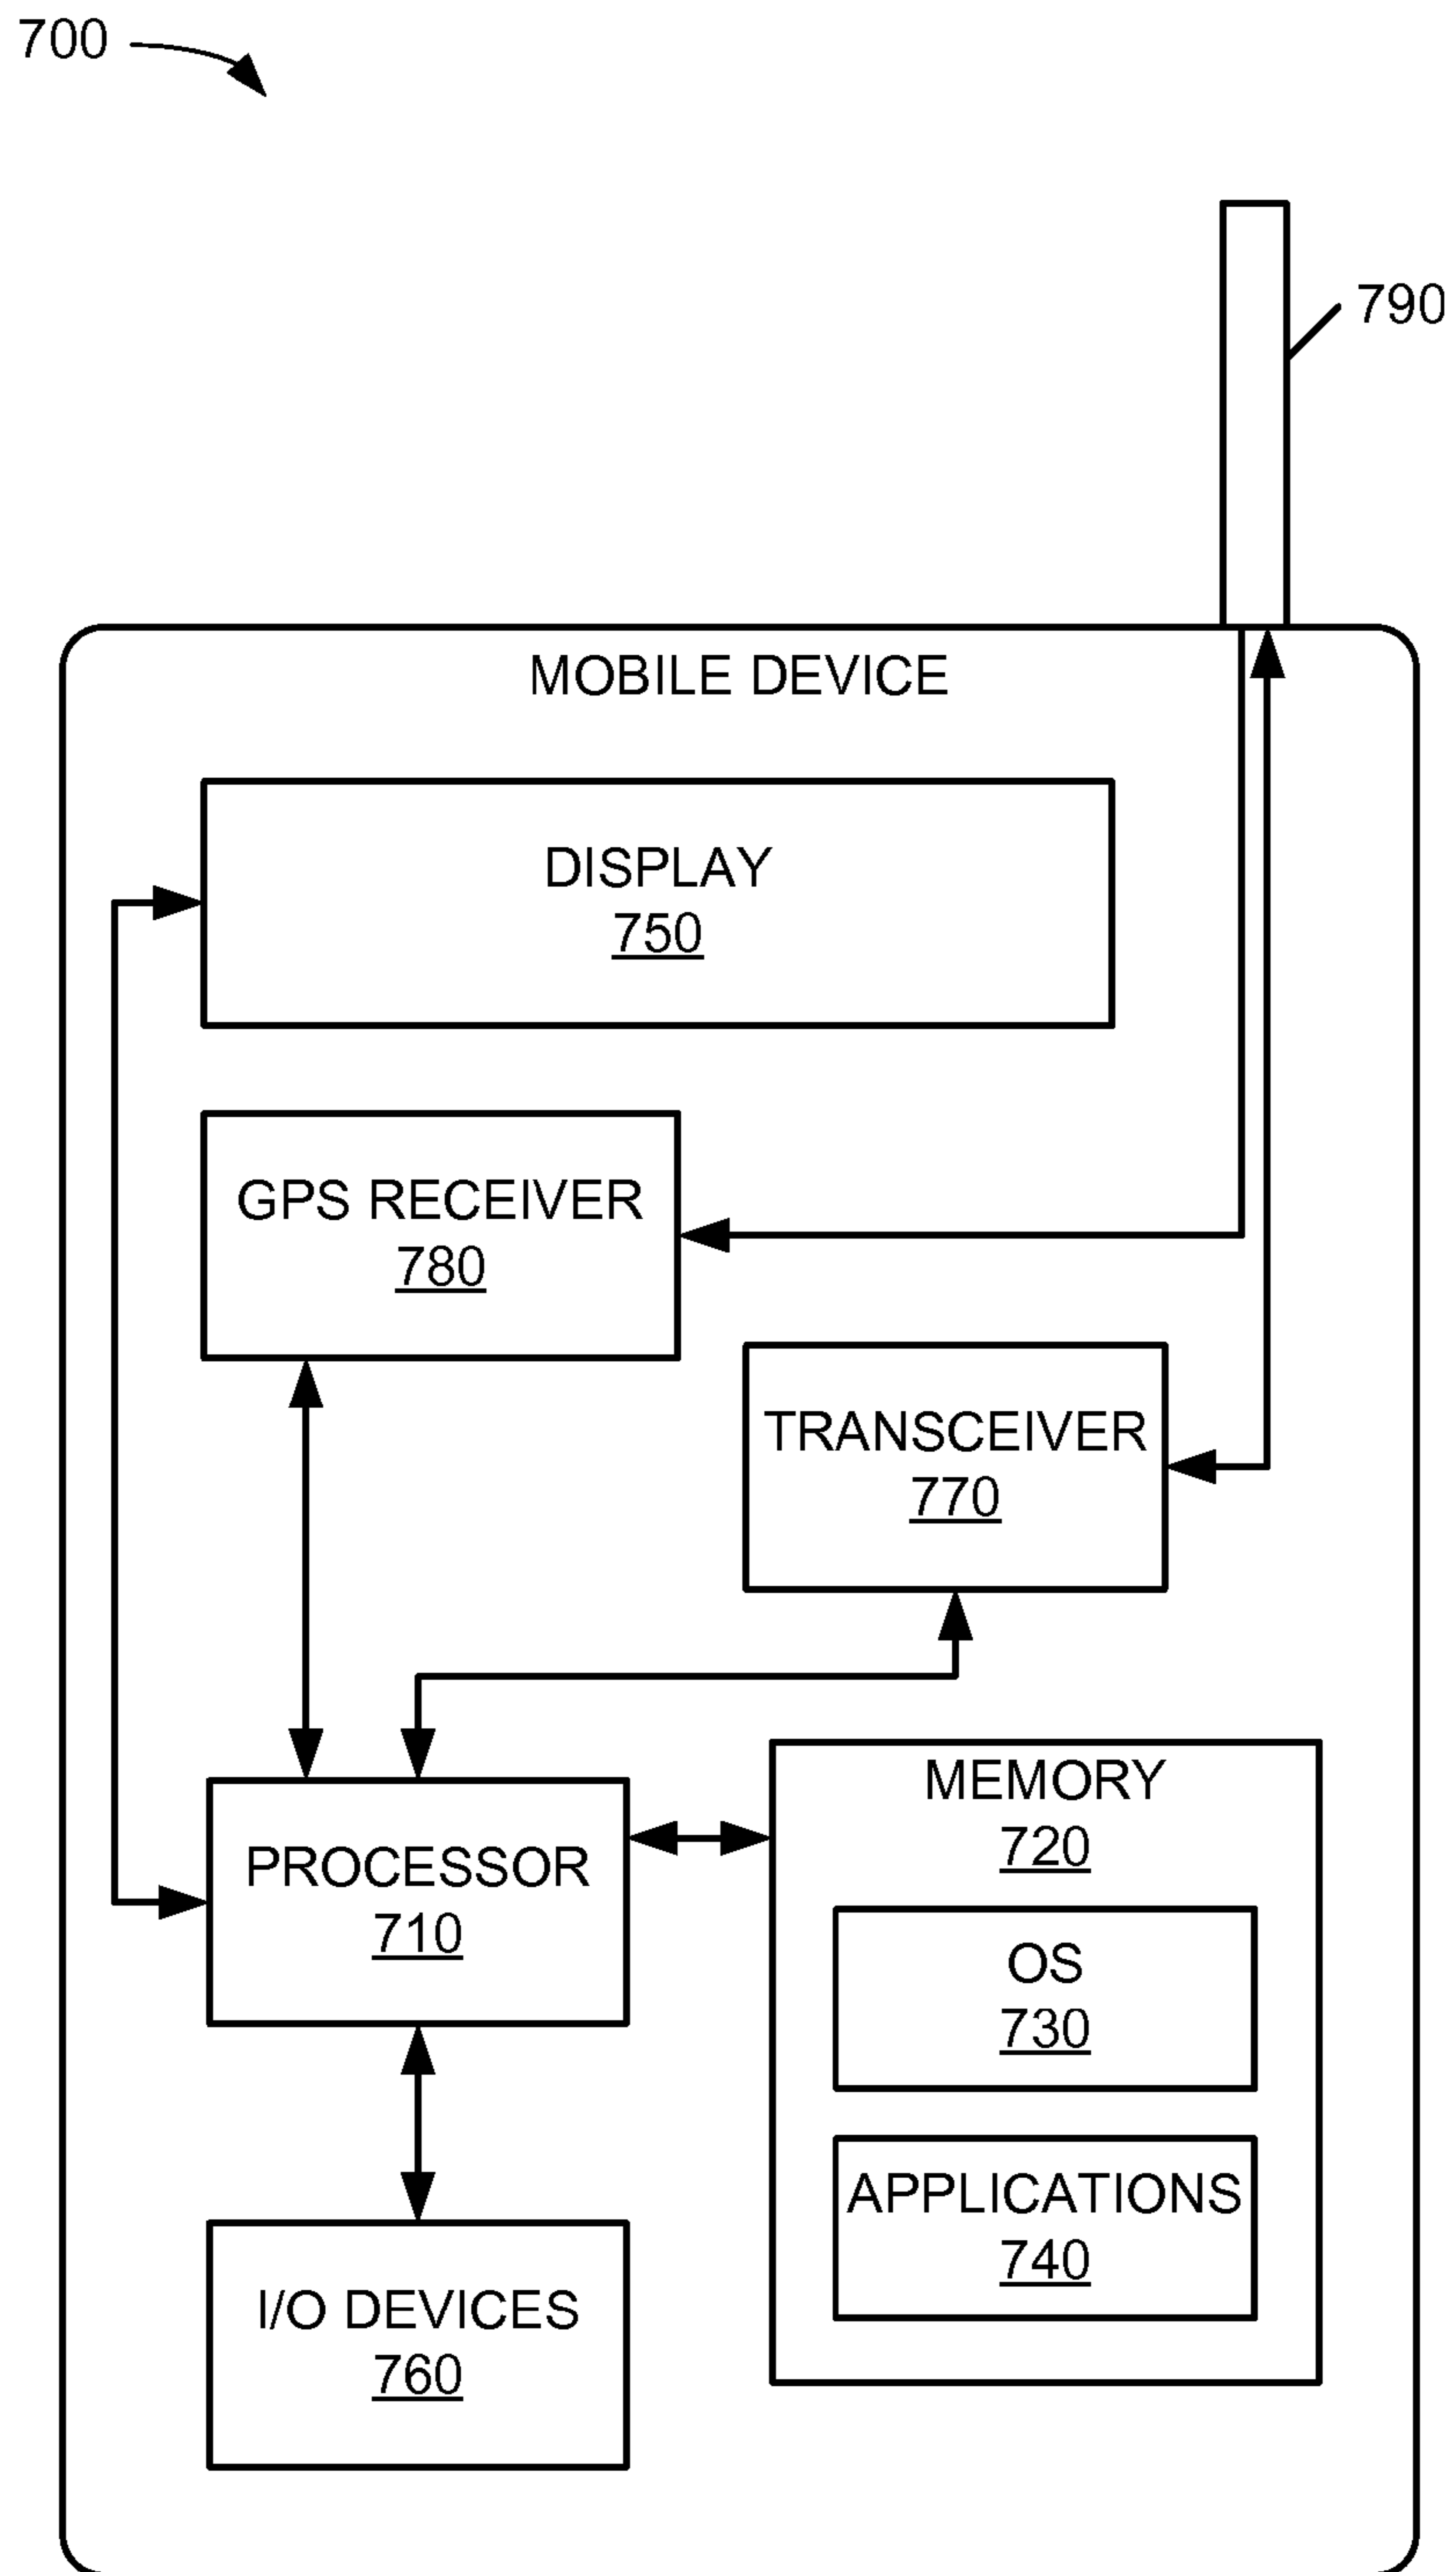 700
790
MOBILE DEVICE
DISPLAY
750
GPS RECEIVER
780
TRANSCEIVER
770
PROCESSOR
710
MEMORY
720
OS
730
APPLICATIONS
740
I/O DEVICES
760